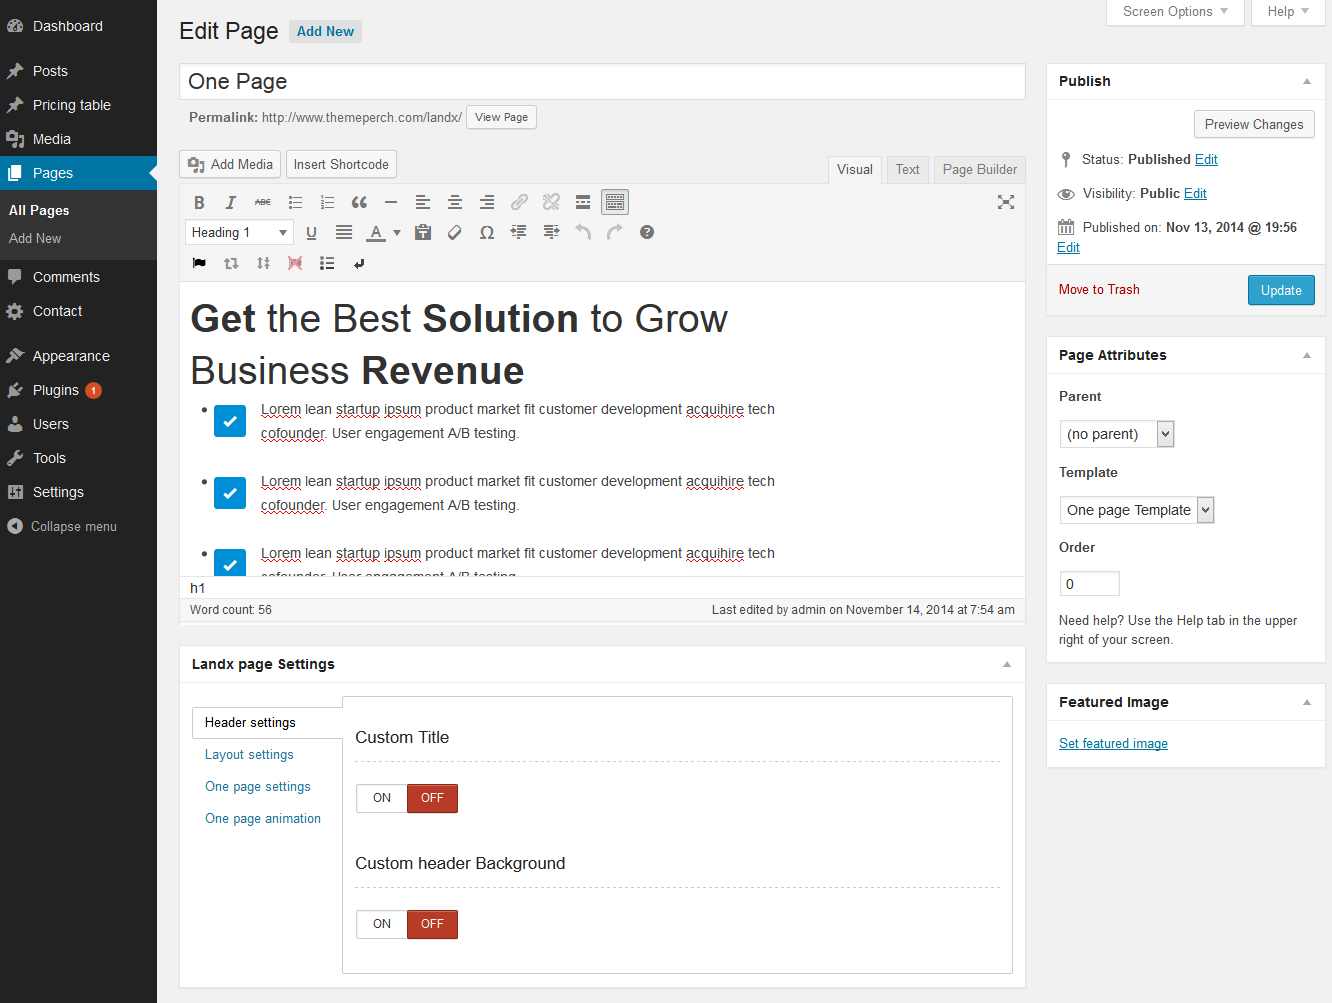 Dashboard
Posts
Pricing table
Media
Pages
All Pages
Add New
Comments
Contact
Appearance
Plugins 1
Users
Tools
Settings
Collapse menu
Screen Options
Help
Edit Page Add New
One Page
Permalink: http://www.themeperch.com/landx/ View Page
Add Media Insert Shortcode
Visual Text Page Builder
B I ABC
Heading 1 U A Ω
Get the Best Solution to Grow
Business Revenue
Lorem lean startup ipsum product market fit customer development acquihire tech
cofounder. User engagement A/B testing.
Lorem lean startup ipsum product market fit customer development acquihire tech
cofounder. User engagement A/B testing.
Lorem lean startup ipsum product market fit customer development acquihire tech
cofounder. User engagement A/B testing.
h1
Word count: 56 Last edited by admin on November 14, 2014 at 7:54 am
Landx page Settings
Header settings
Layout settings
One page settings
One page animation
Custom Title
ON OFF
Custom header Background
ON OFF
Publish
Preview Changes
Status: Published Edit
Visibility: Public Edit
Published on: Nov 13, 2014 @ 19:56
Edit
Move to Trash Update
Page Attributes
Parent
(no parent)
Template
One page Template
Order
0
Need help? Use the Help tab in the upper
right of your screen.
Featured Image
Set featured image